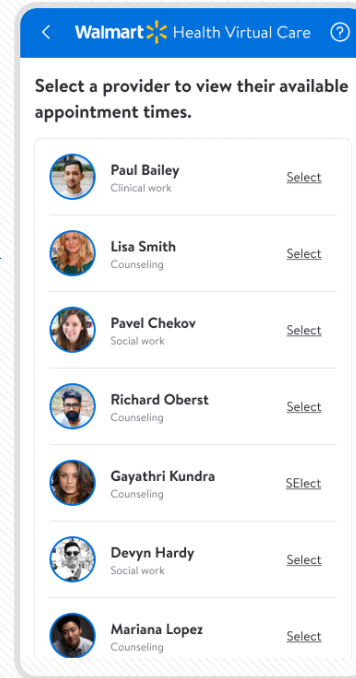 Walmart Health Virtual Care ?
Select a provider to view their available
appointment times.
Paul Bailey
Clinical work
Select
Lisa Smith
Counseling
Select
Pavel Chekov
Social work
Select
Richard Oberst
Counseling
Select
Gayathri Kundra
Counseling
SElect
Devyn Hardy
Social work
Select
Mariana Lopez
Counseling
Select